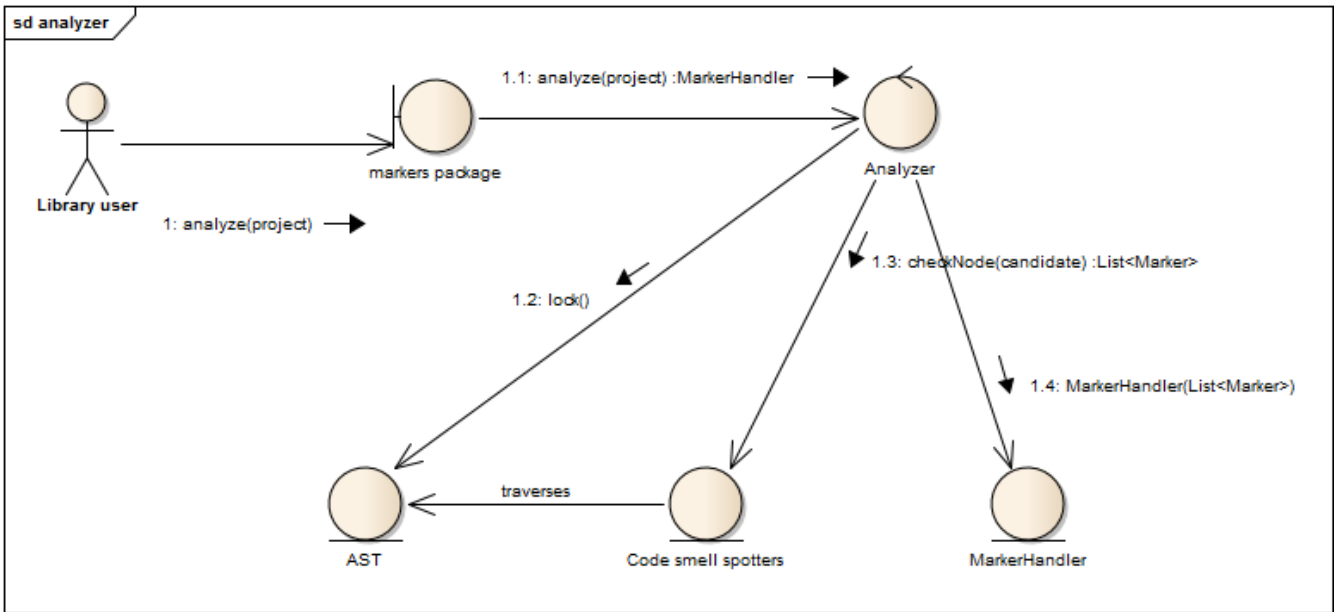 sd analyzer
1.1: analyze(project) :MarkerHandler
markers package
Analyzer
Library user
1: analyze(project)
1.3: checkNode(candidate) :List<Marker>
1.2: lock()
1.4: MarkerHandler(List<Marker>)
traverses
AST
Code smell spotters
MarkerHandler